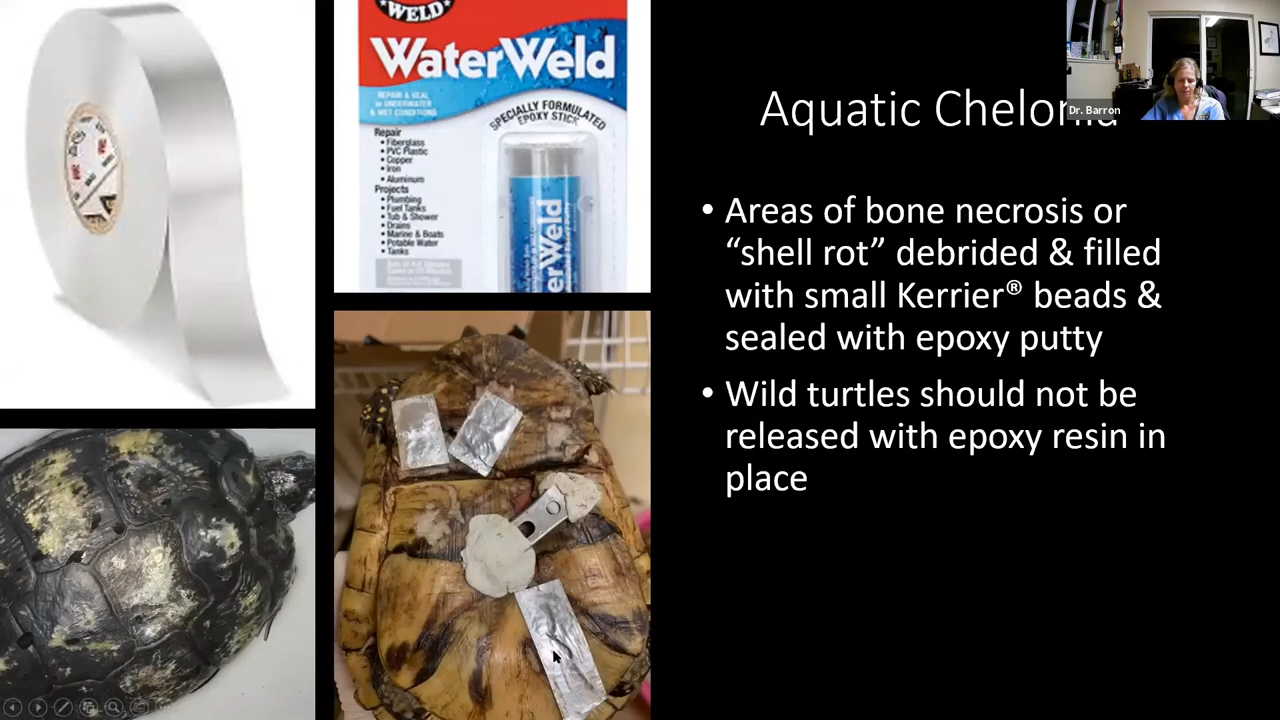 WELD
WaterWeld
REPAIR & SEAL
in UNDERWATER
& WET CONDITIONS
SPECIALLY FORMULATED
EPOXY STICK
Repair
• Fiberglass
• PVC Plastic
• Copper
• Iron
• Aluminum
Projects
• Plumbing
• Fuel Tanks
• Tub & Shower
• Drains
• Marine & Boats
• Potable Water
• Tanks
erWeld
3M
Dr. Barron
Aquatic Chelonia
• Areas of bone necrosis or
“shell rot” debrided & filled
with small Kerrier® beads &
sealed with epoxy putty
• Wild turtles should not be
released with epoxy resin in
place